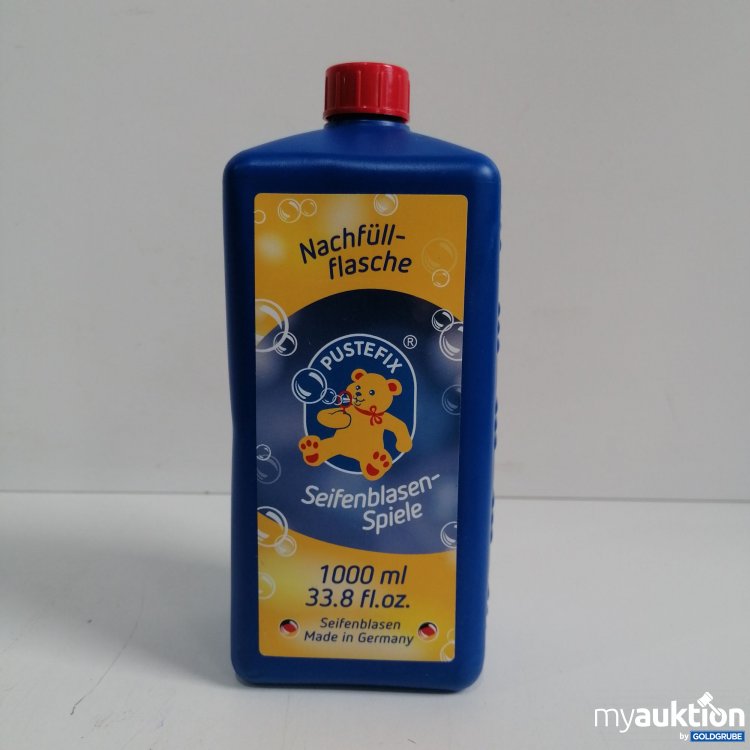 Nachfüll-
flasche
PUSTEFIX ®
Seifenblasen-
Spiele
1000 ml
33.8 fl.oz.
Seifenblasen
Made in Germany
myauktion
by GOLDGRUBE